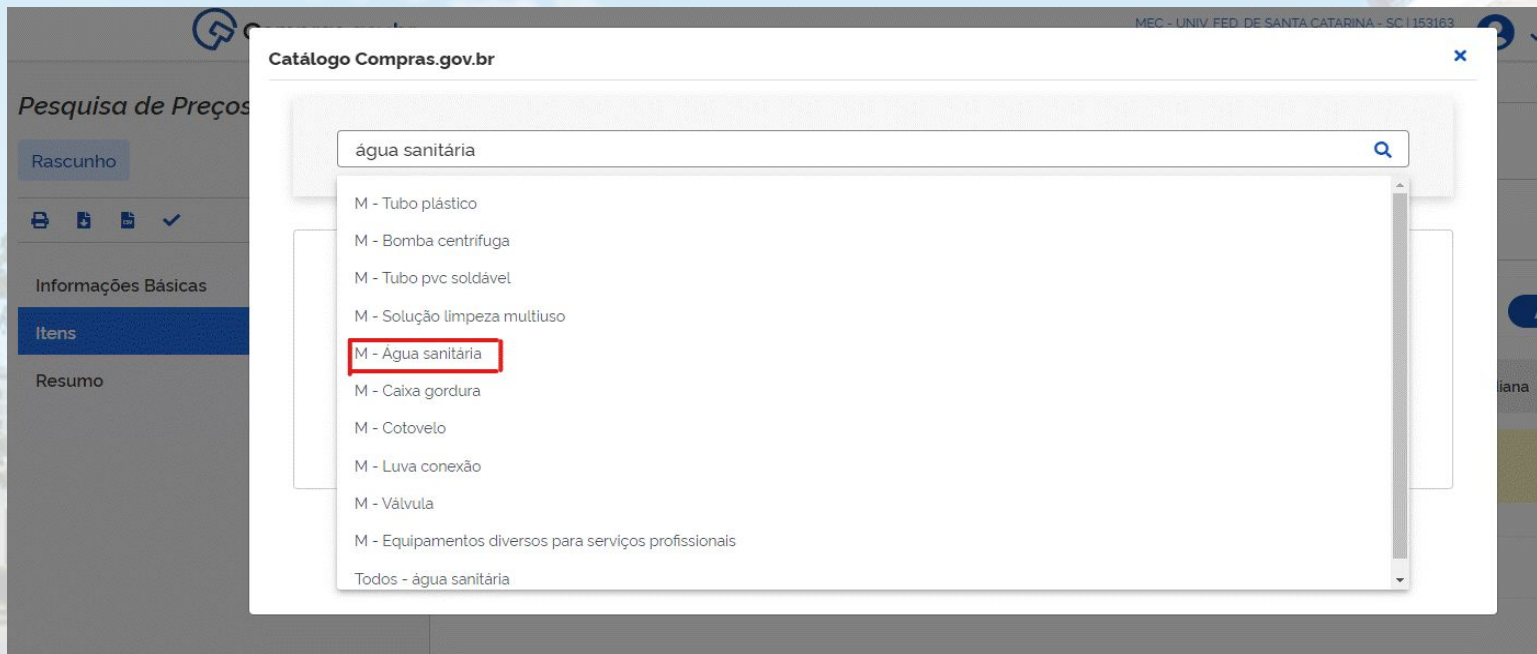 MEC - UNIV. FED. DE SANTA CATARINA - SC | 153163
Catálogo Compras.gov.br
Pesquisa de Preços
água sanitária
Rascunho
M - Tubo plástico
M - Bomba centrífuga
M - Tubo pvc soldável
M - Solução limpeza multiuso
M - Água sanitária
M - Caixa gordura
M - Cotovelo
M - Luva conexão
M - Válvula
M - Equipamentos diversos para serviços profissionais
Todos - água sanitária
Informações Básicas
Itens
Resumo
iana